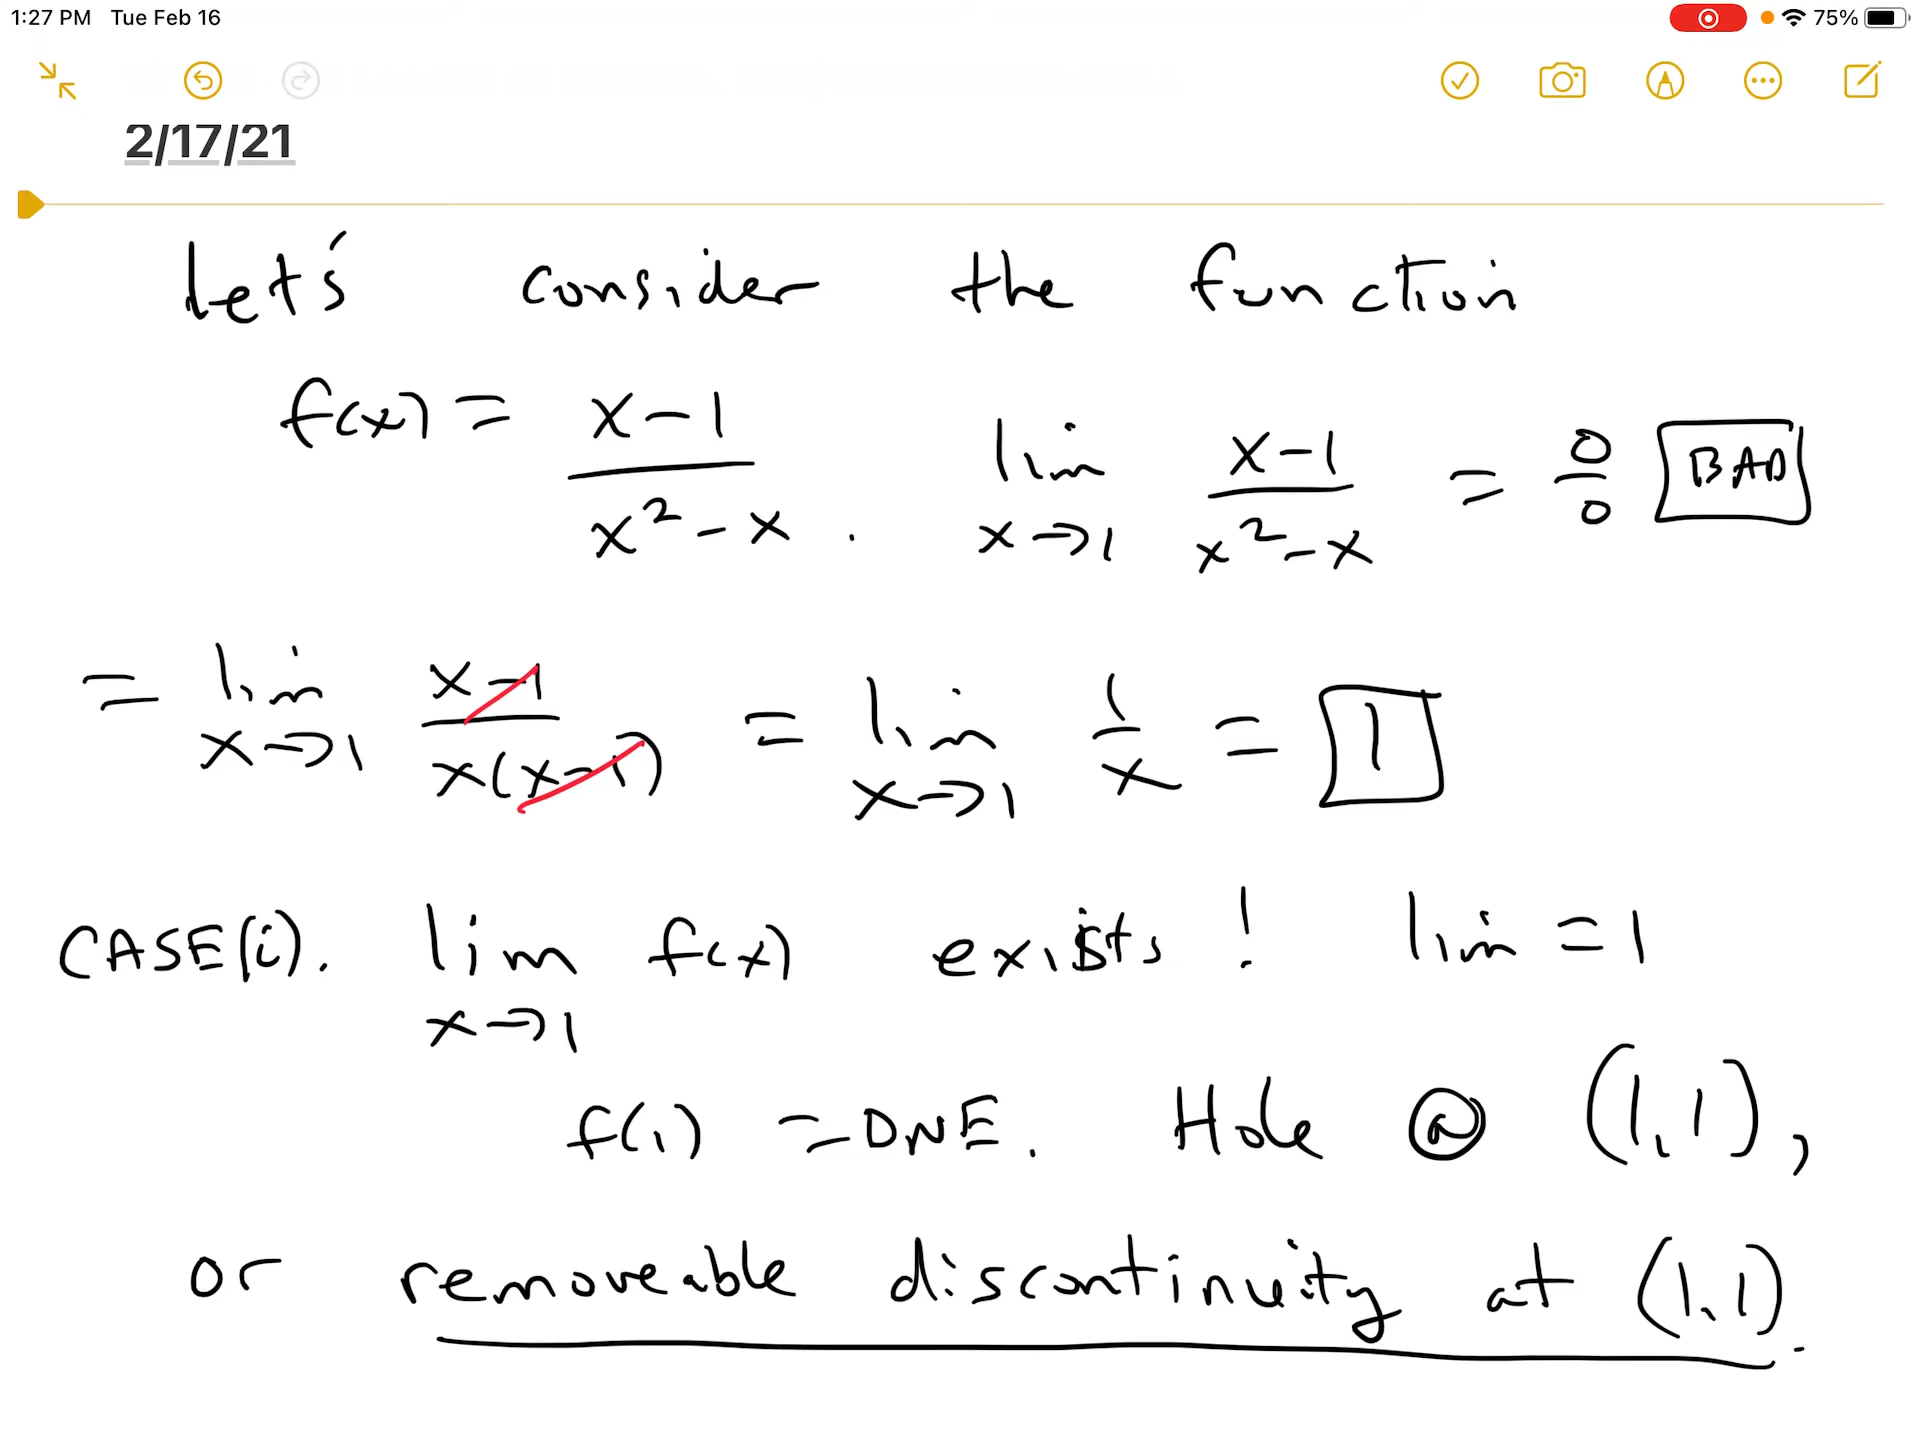 1:27 PM Tue Feb 16 75%
2/17/21
Let's consider the function
f(x) = x-1 / x² - x . lim x→1 x-1 / x² - x = 0/0 BAD
= lim x→1 x-1 / x(x-1) = lim x→1 1/x = 1
CASE(i). lim x→1 f(x) exists! lim = 1
f(1) = DNE. Hole @ (1,1),
or removeable discontinuity at (1,1).